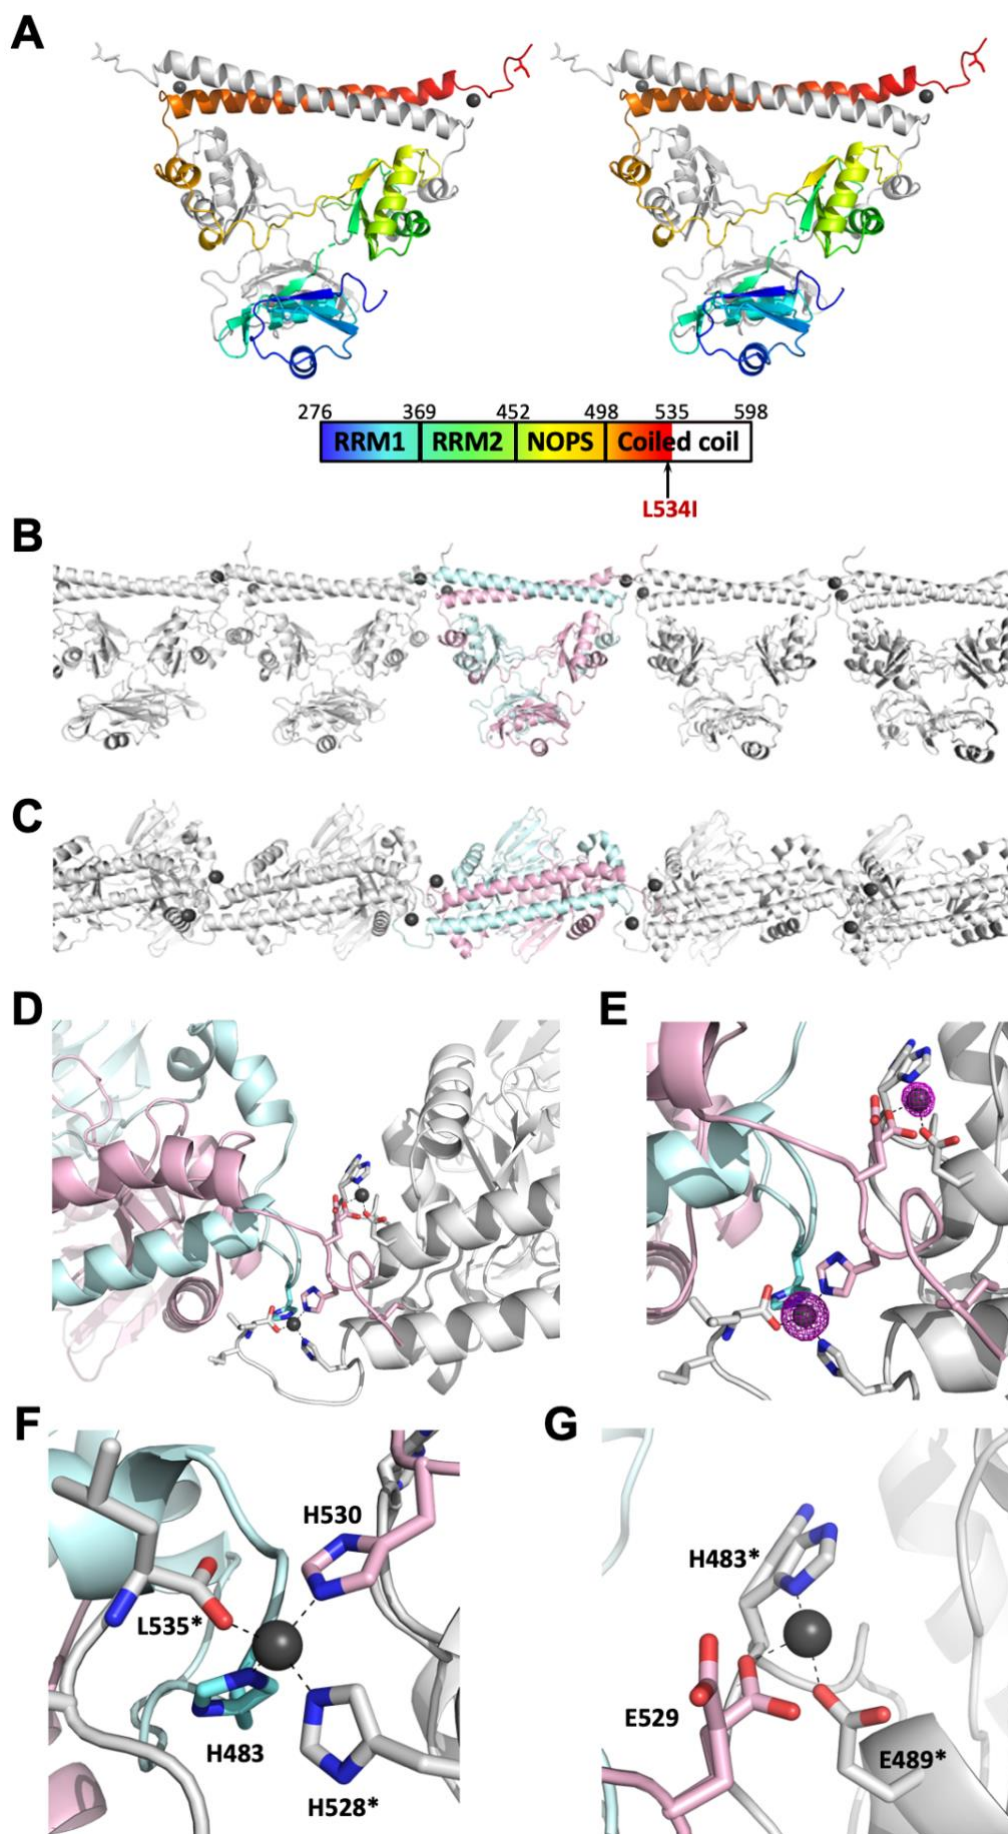 A
276 369 452 498 535 598
RRM1 RRM2 NOPS Coiled coil
L534I
B
C
D E
F G
H530
L535*
H483
H528*
H483*
E529
E489*